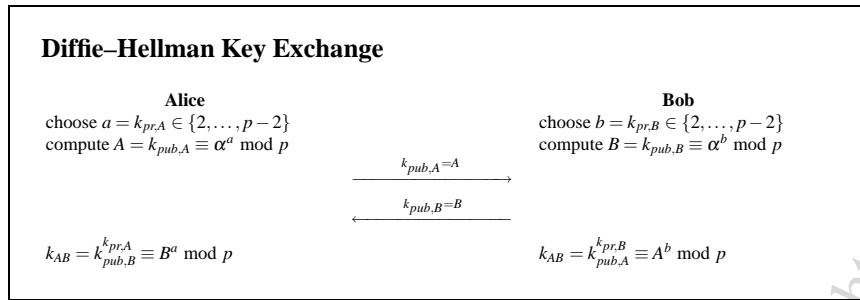 Diffie–Hellman Key Exchange
Alice
choose a = k_{pr,A} ∈ {2, . . . , p − 2}
compute A = k_{pub,A} ≡ α^a mod p
Bob
choose b = k_{pr,B} ∈ {2, . . . , p − 2}
compute B = k_{pub,B} ≡ α^b mod p
k_{pub,A}=A
k_{pub,B}=B
k_{AB} = k_{pub,B}^{k_{pr,A}} ≡ B^a mod p
k_{AB} = k_{pub,A}^{k_{pr,B}} ≡ A^b mod p